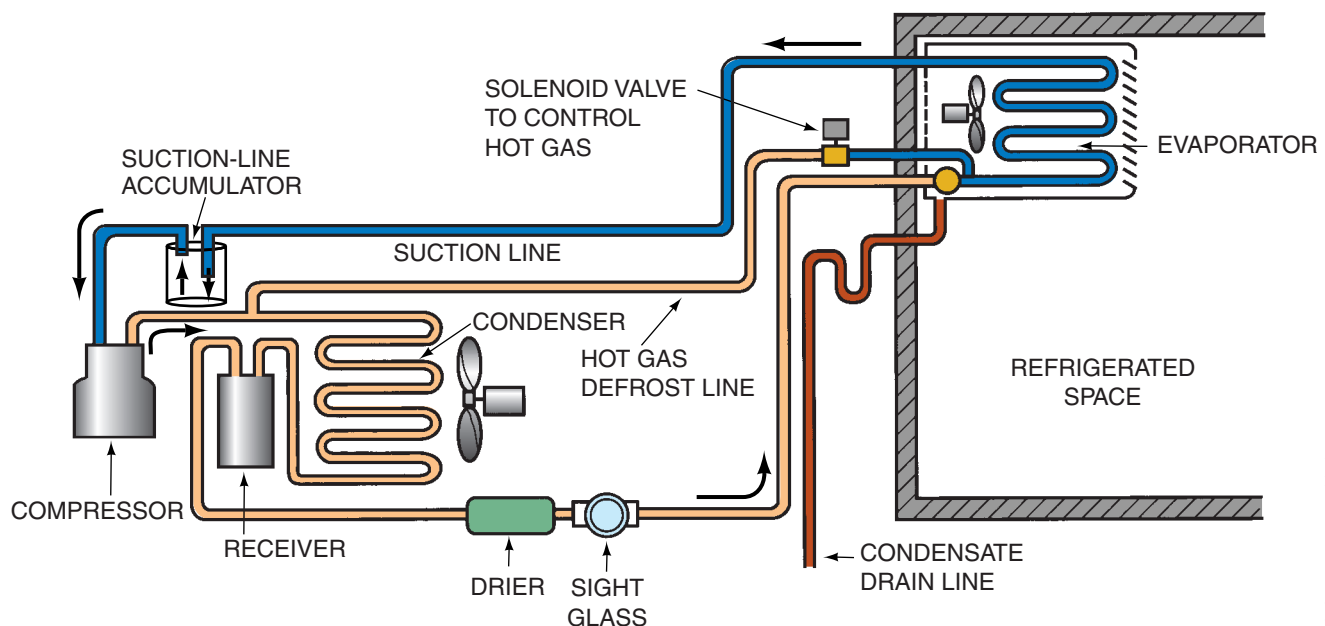 SOLENOID VALVE
TO CONTROL
HOT GAS
EVAPORATOR
SUCTION-LINE
ACCUMULATOR
SUCTION LINE
CONDENSER
HOT GAS
DEFROST LINE
REFRIGERATED
SPACE
COMPRESSOR
RECEIVER
DRIER
SIGHT
GLASS
CONDENSATE
DRAIN LINE